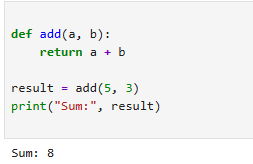 def add(a, b):
    return a + b
result = add(5, 3)
print("Sum:", result)
Sum: 8